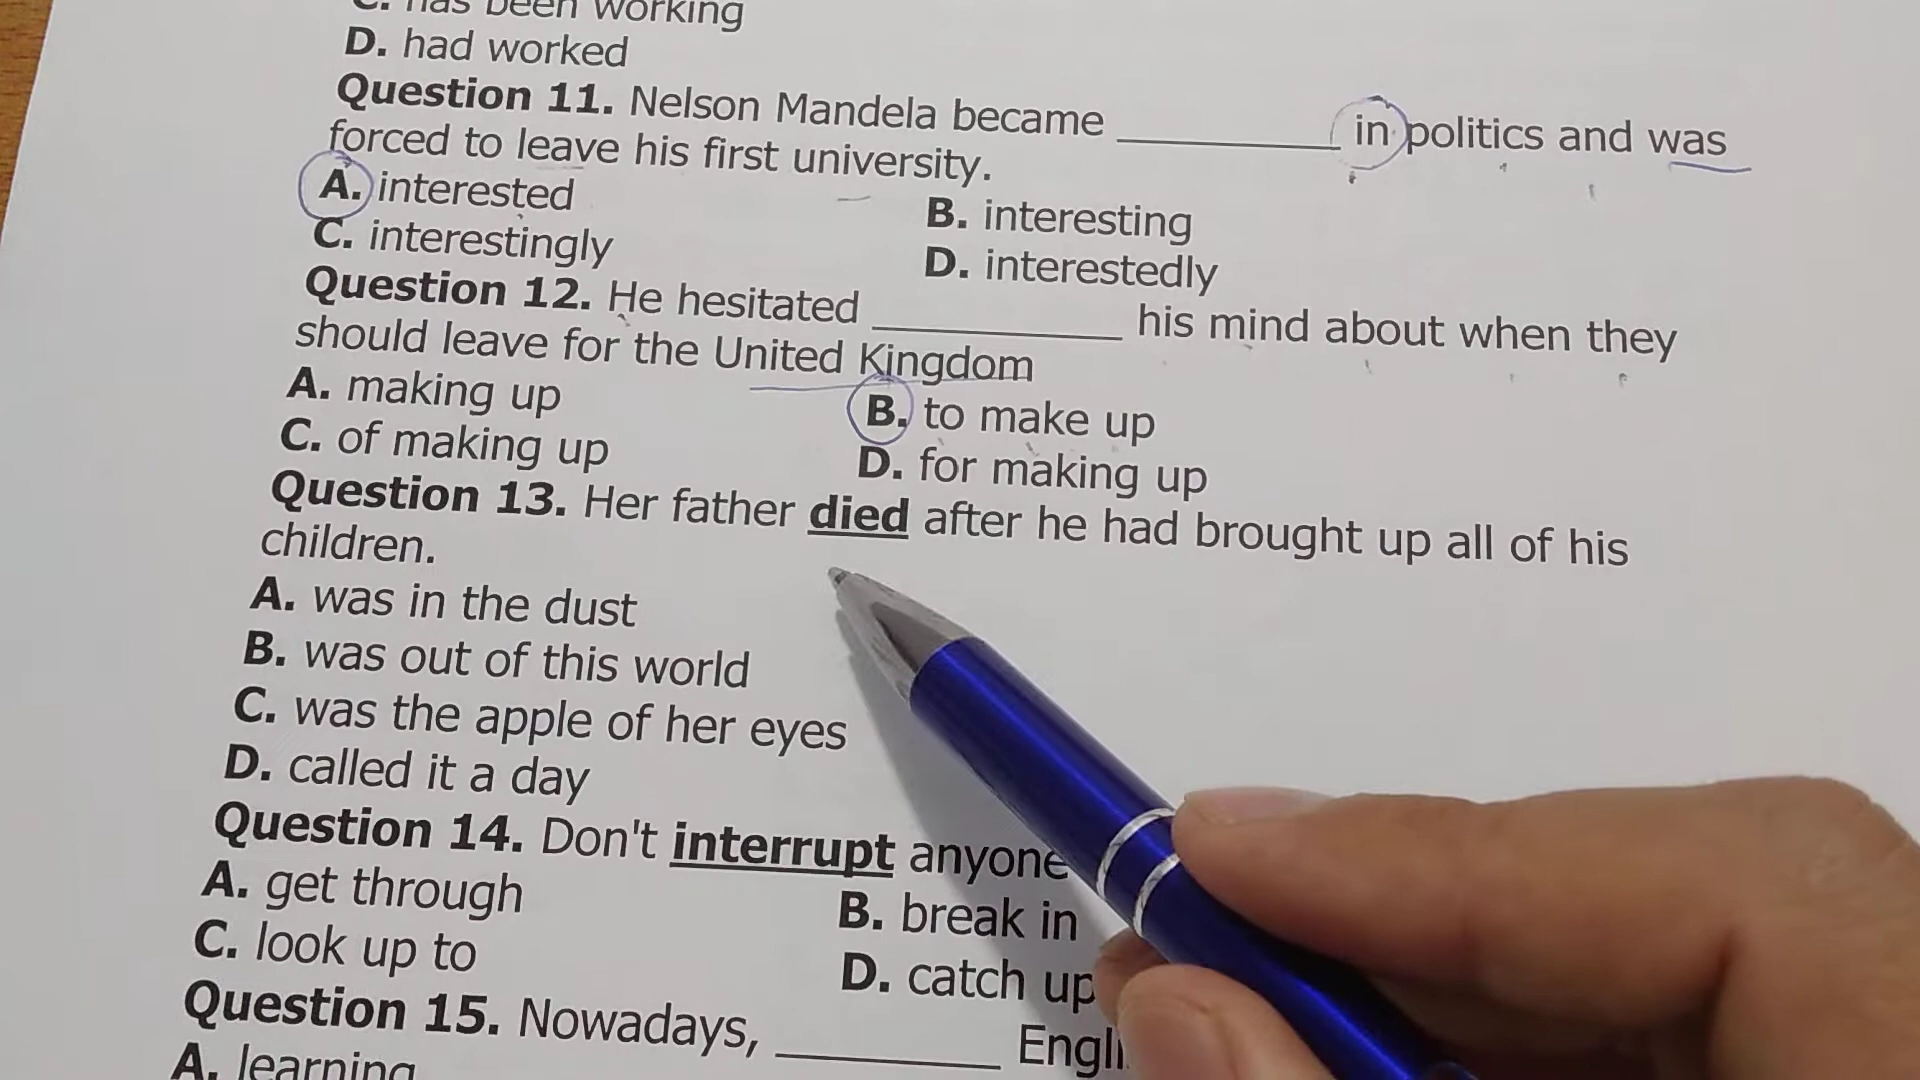 C. has been working
D. had worked
Question 11. Nelson Mandela became __________ in politics and was
forced to leave his first university.
A. interested B. interesting
C. interestingly D. interestedly
Question 12. He hesitated __________ his mind about when they
should leave for the United Kingdom
A. making up B. to make up
C. of making up D. for making up
Question 13. Her father died after he had brought up all of his
children.
A. was in the dust
B. was out of this world
C. was the apple of her eyes
D. called it a day
Question 14. Don't interrupt anyone
A. get through B. break in
C. look up to D. catch up
Question 15. Nowadays, __________ Engli
A. learning